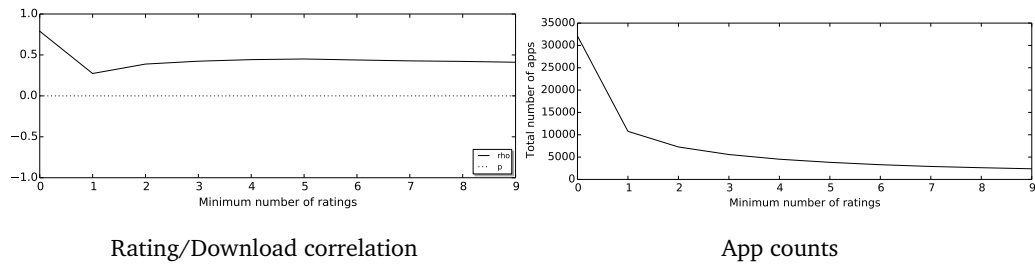 1.0
0.5
0.0
−0.5
−1.0
0 1 2 3 4 5 6 7 8 9
Minimum number of ratings
rho
p
Rating/Download correlation
35000
30000
25000
20000
15000
10000
5000
0
Total number of apps
0 1 2 3 4 5 6 7 8 9
Minimum number of ratings
App counts